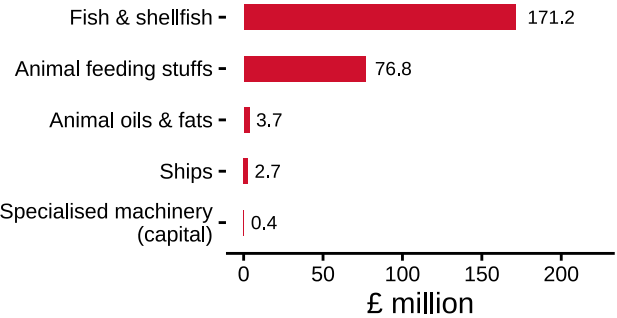 Fish & shellfish 171.2
Animal feeding stuffs 76.8
Animal oils & fats 3.7
Ships 2.7
Specialised machinery
(capital) 0.4
0 50 100 150 200
£ million